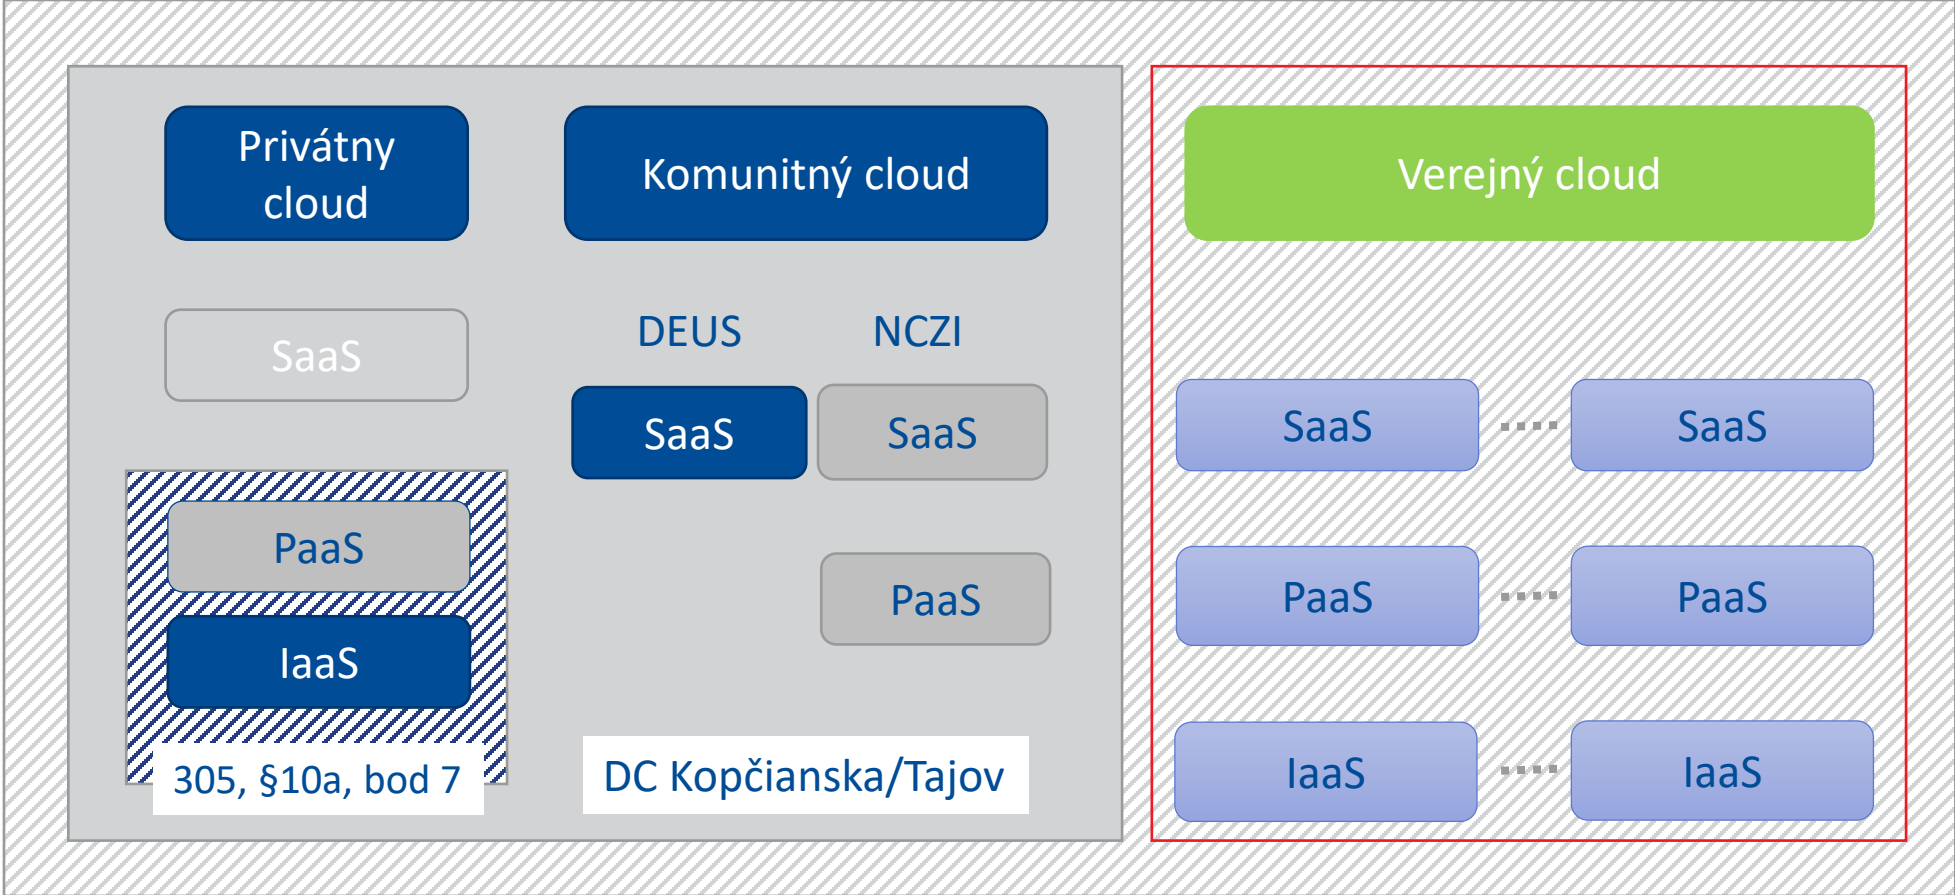 Privátny
cloud
Komunitný cloud
Verejný cloud
SaaS
DEUS
NCZI
SaaS
SaaS
SaaS
SaaS
PaaS
PaaS
PaaS
PaaS
IaaS
IaaS
IaaS
305, §10a, bod 7
DC Kopčianska/Tajov